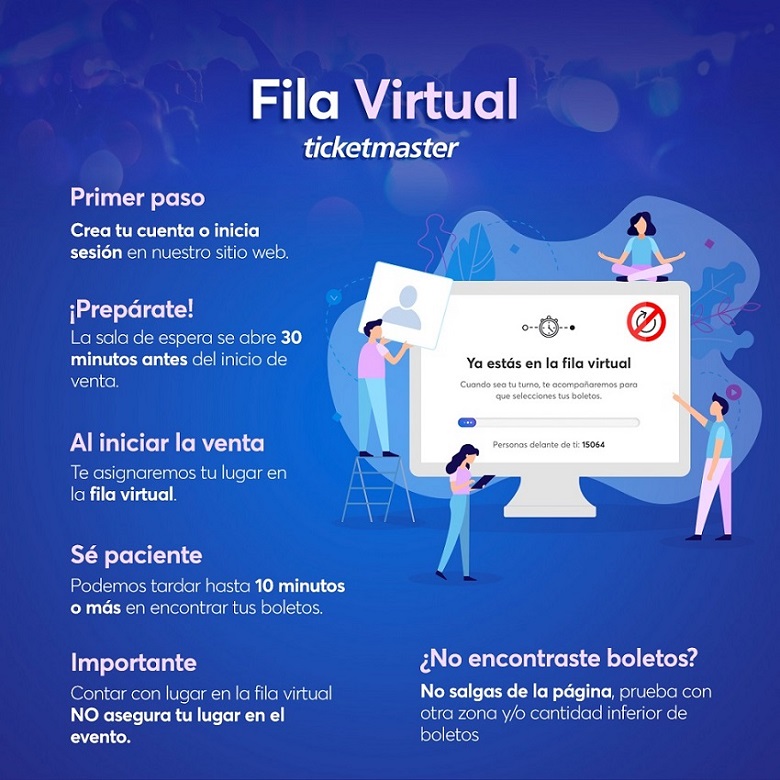 Fila Virtual
ticketmaster
Primer paso
Crea tu cuenta o inicia
sesión en nuestro sitio web.
¡Prepárate!
La sala de espera se abre 30
minutos antes del inicio de
venta.
Al iniciar la venta
Te asignaremos tu lugar en
la fila virtual.
Sé paciente
Podemos tardar hasta 10 minutos
o más en encontrar tus boletos.
Importante
Contar con lugar en la fila virtual
NO asegura tu lugar en el
evento.
Ya estás en la fila virtual
Cuando sea tu turno, te acompañaremos para
que selecciones tus boletos.
Personas delante de ti: 15064
¿No encontraste boletos?
No salgas de la página, prueba con
otra zona y/o cantidad inferior de
boletos